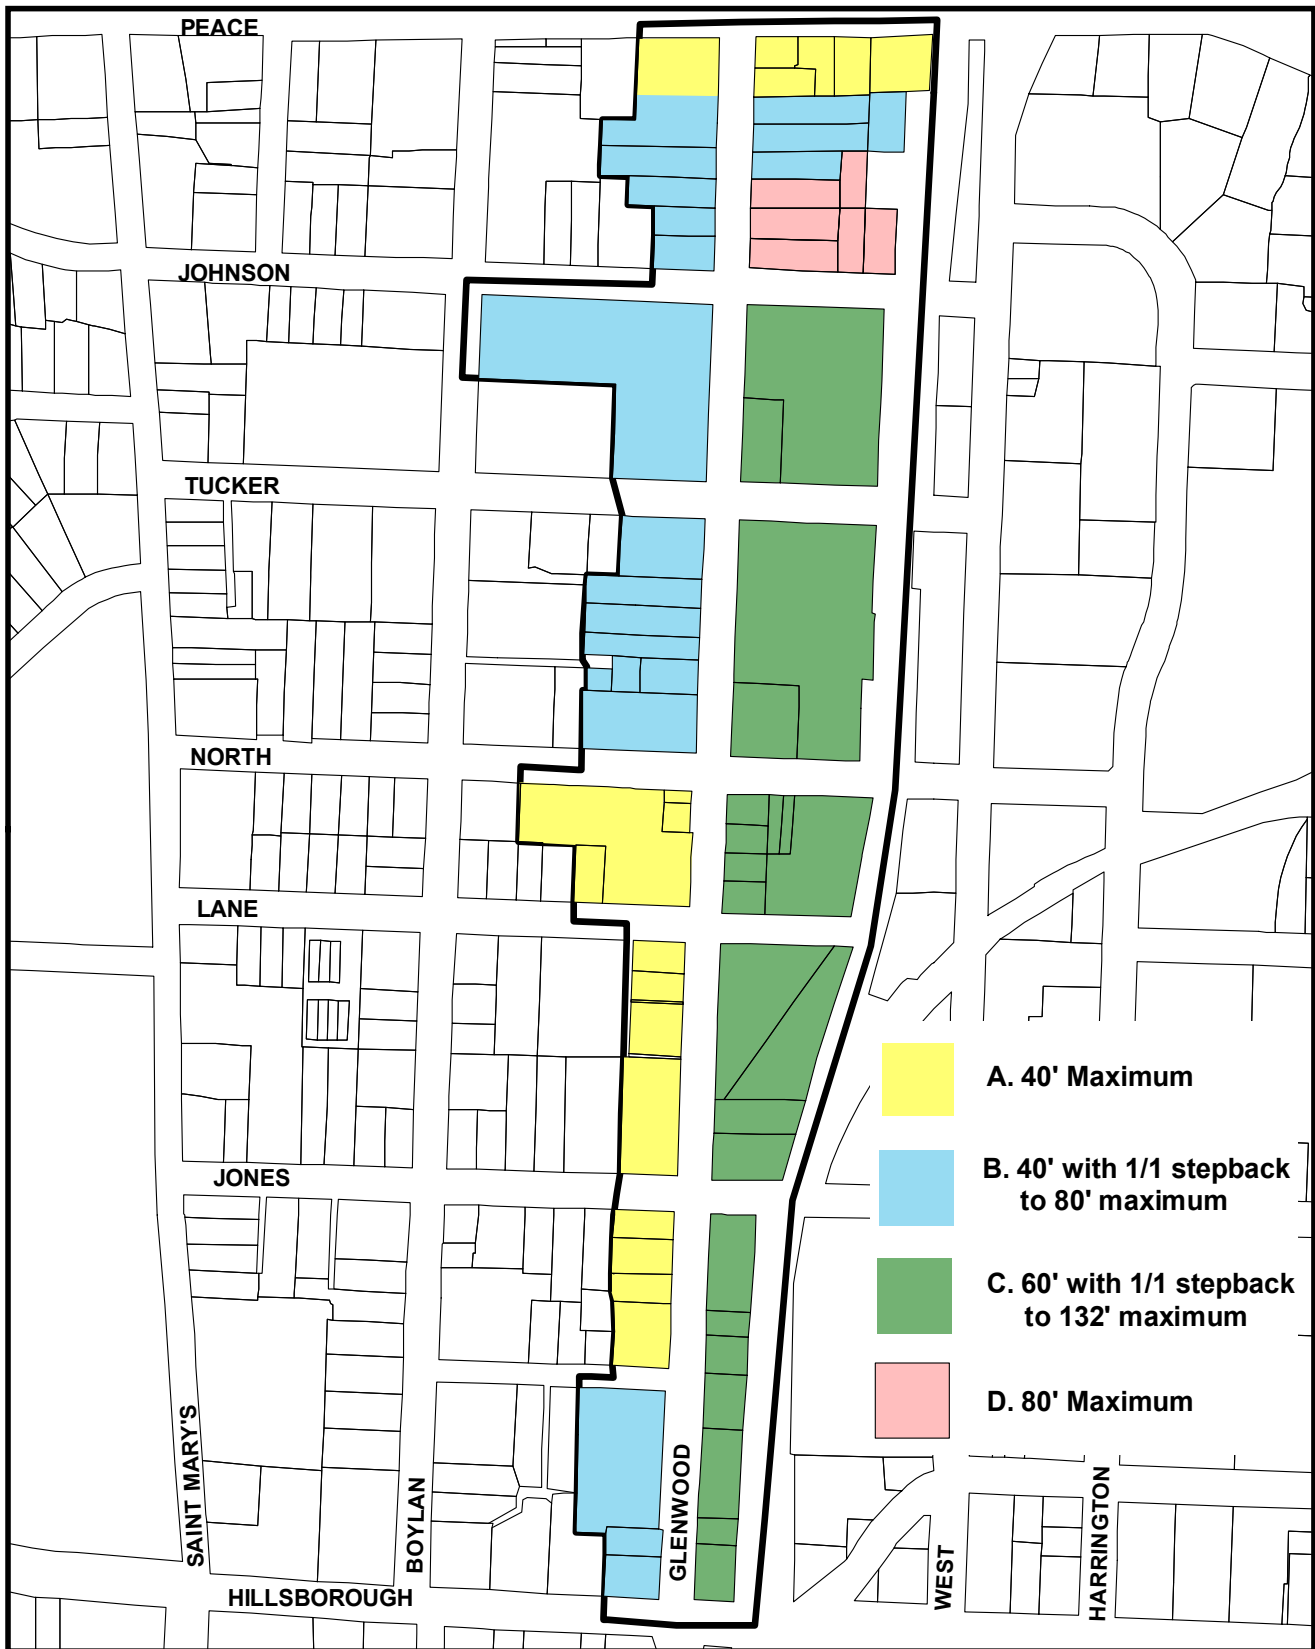 PEACE
JOHNSON
TUCKER
NORTH
LANE
A. 40' Maximum
B. 40' with 1/1 stepback
to 80' maximum
JONES
C. 60' with 1/1 stepback
to 132' maximum
D. 80' Maximum
SAINT MARY'S
BOYLAN
GLENWOOD
WEST
HARRINGTON
HILLSBOROUGH